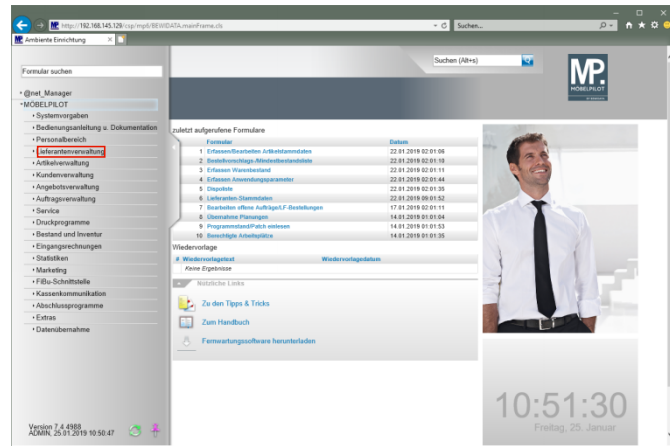 http://192.168.145.129/csp/mp6/BEWIDATA.mainFrame.cls
Suchen...
Ambiente Einrichtung
Suchen (Alt+s)
Formular suchen
MP.
MÖBELPILOT
@net_Manager
MÖBELPILOT
Systemvorgaben
Bedienungsanleitung u. Dokumentation
Personalbereich
Lieferantenverwaltung
Artikelverwaltung
Kundenverwaltung
Angebotsverwaltung
Auftragsverwaltung
Service
Druckprogramme
Bestand und Inventur
Eingangsrechnungen
Statistiken
Marketing
FiBu-Schnittstelle
Kassenkommunikation
Abschlussprogramme
Extras
Datenübernahme
Version 7.4 4988
ADMIN, 25.01.2019 10:50:47
zuletzt aufgerufene Formulare
Formular Datum
1 Erfassen/Bearbeiten Artikelstammdaten 22.01.2019 02:01:06
2 Bestellvorschlags-/Mindestbestandsliste 22.01.2019 02:01:10
3 Erfassen Warenbestand 22.01.2019 02:01:11
4 Erfassen Anwendungsparameter 22.01.2019 02:01:44
5 Dispoliste 22.01.2019 02:01:35
6 Lieferanten-Stammdaten 22.01.2019 09:01:52
7 Bearbeiten offene Aufträge/LF-Bestellungen 17.01.2019 02:01:11
8 Übernahme Planungen 14.01.2019 01:01:04
9 Programmstand/Patch einlesen 14.01.2019 01:01:53
10 Berechtigte Arbeitsplätze 14.01.2019 01:01:35
Wiedervorlage
# Wiedervorlagetext Wiedervorlagedatum
Keine Ergebnisse
Nützliche Links
Zu den Tipps & Tricks
Zum Handbuch
Fernwartungssoftware herunterladen
10:51:30
Freitag, 25. Januar